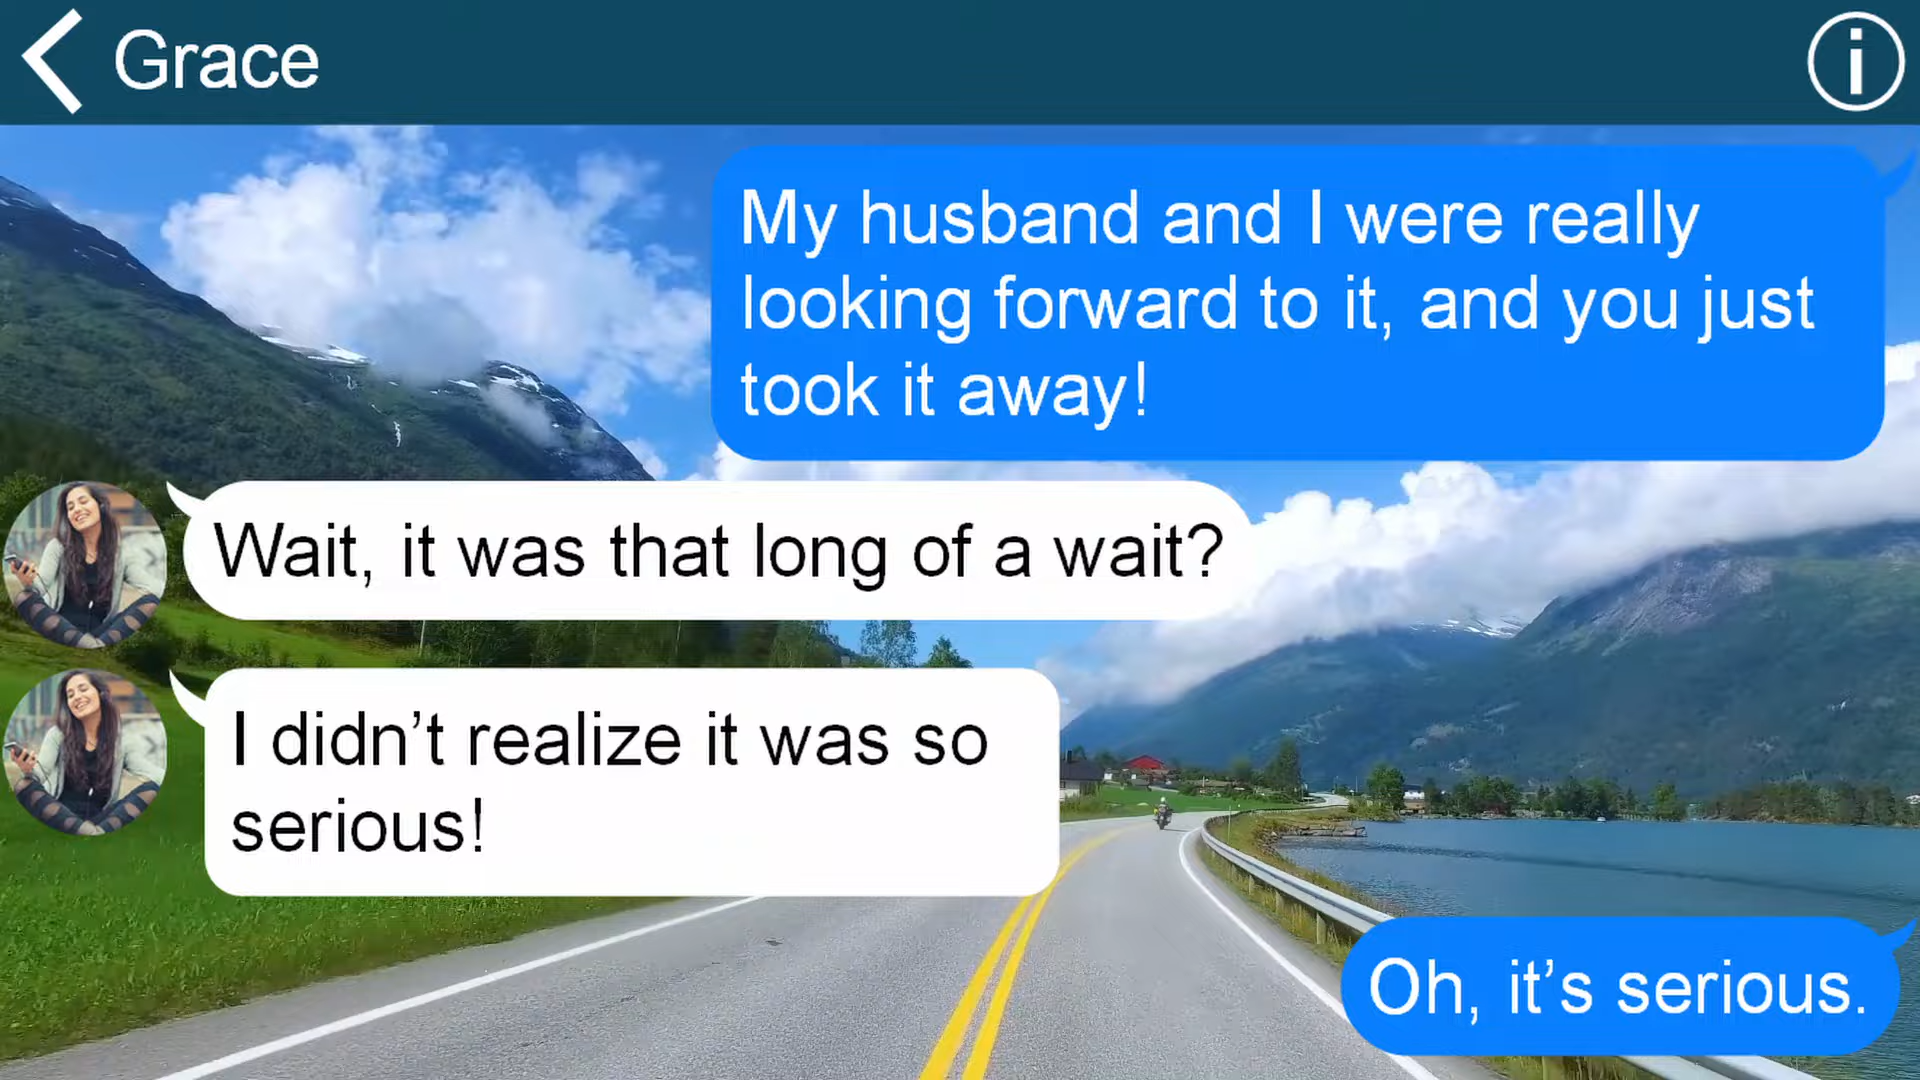 Grace
My husband and I were really
looking forward to it, and you just
took it away!
Wait, it was that long of a wait?
I didn’t realize it was so
serious!
Oh, it’s serious.